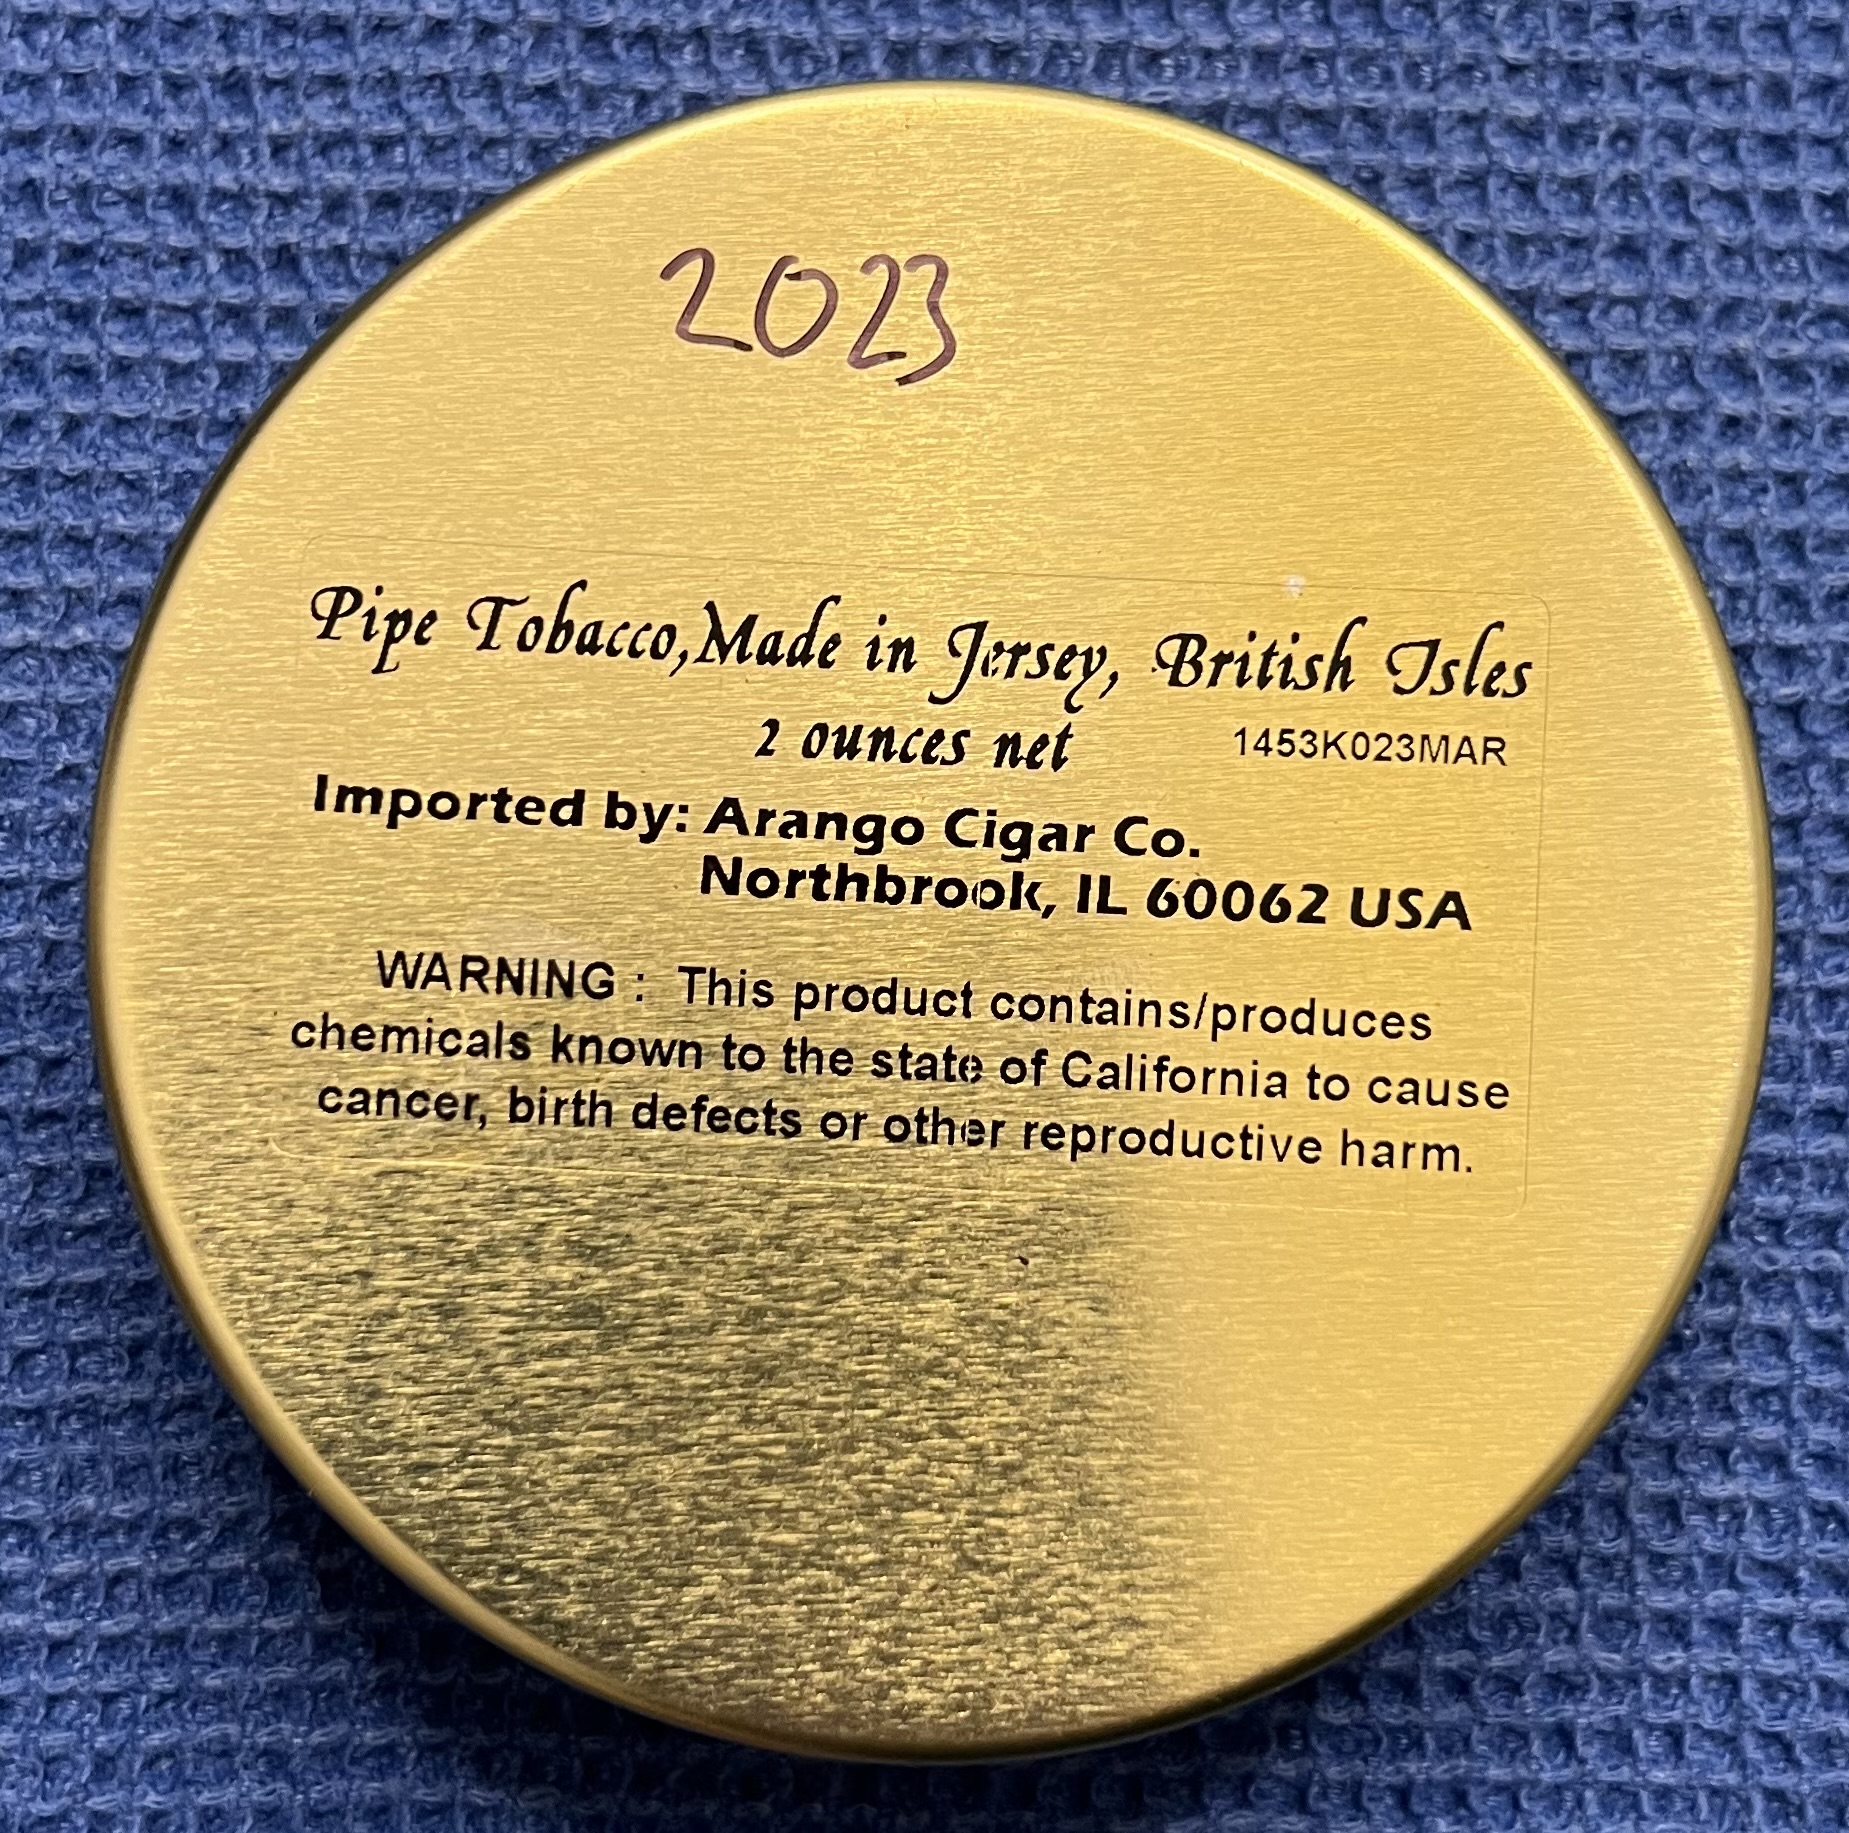 2023
Pipe Tobacco,Made in Jersey, British Isles
2 ounces net 1453K023MAR
Imported by: Arango Cigar Co.
Northbrook, IL 60062 USA
WARNING : This product contains/produces
chemicals known to the state of California to cause
cancer, birth defects or other reproductive harm.